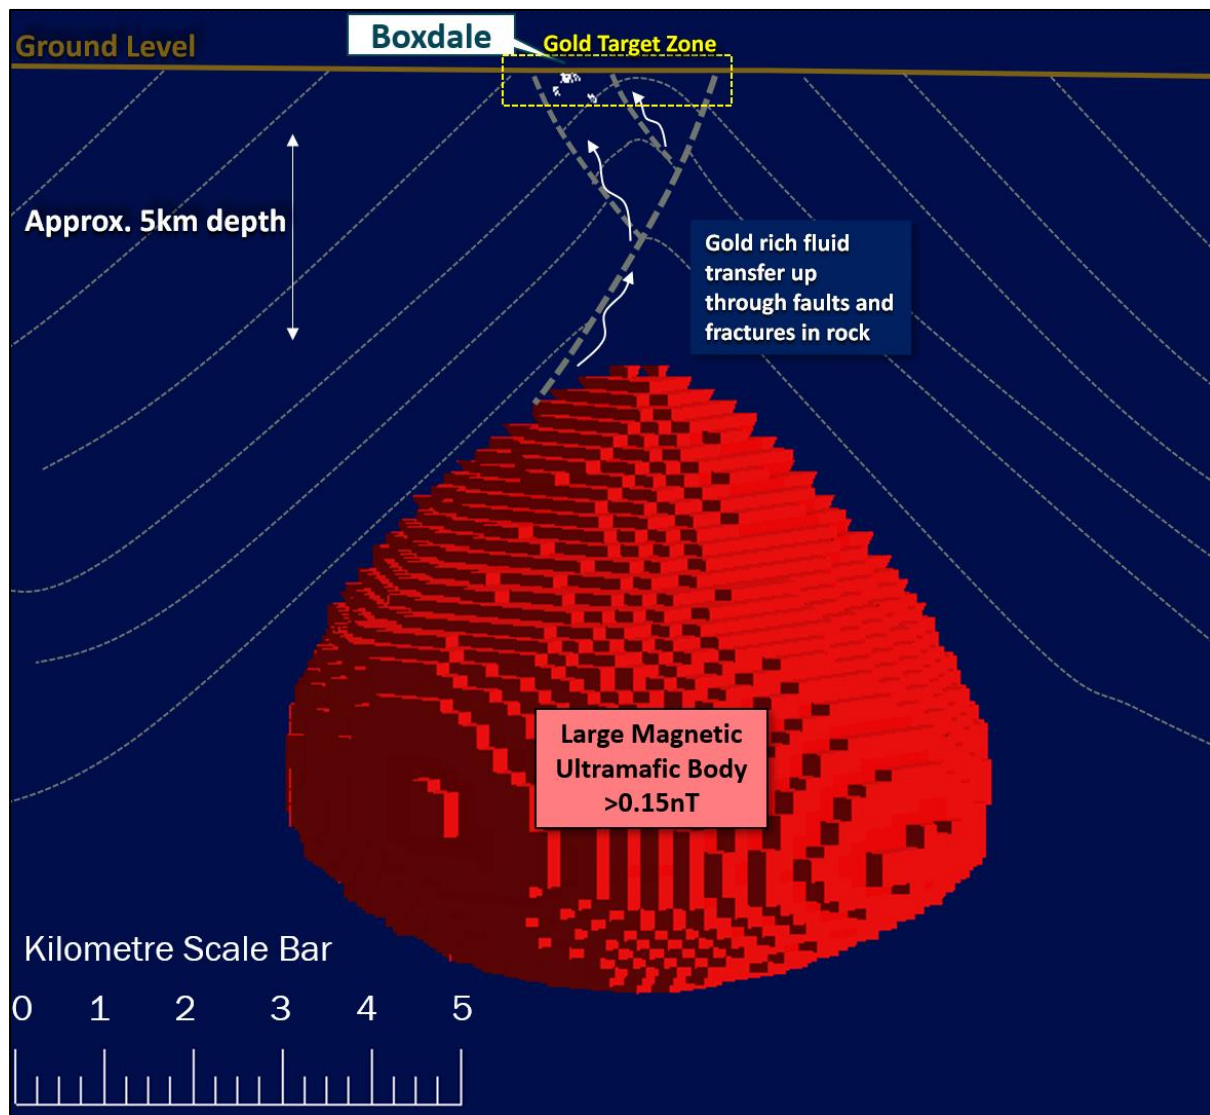 Boxdale
Ground Level
Gold Target Zone
Approx. 5km depth
Gold rich fluid
transfer up
through faults and
fractures in rock
Large Magnetic
Ultramafic Body
>0.15nT
Kilometre Scale Bar
0 1 2 3 4 5